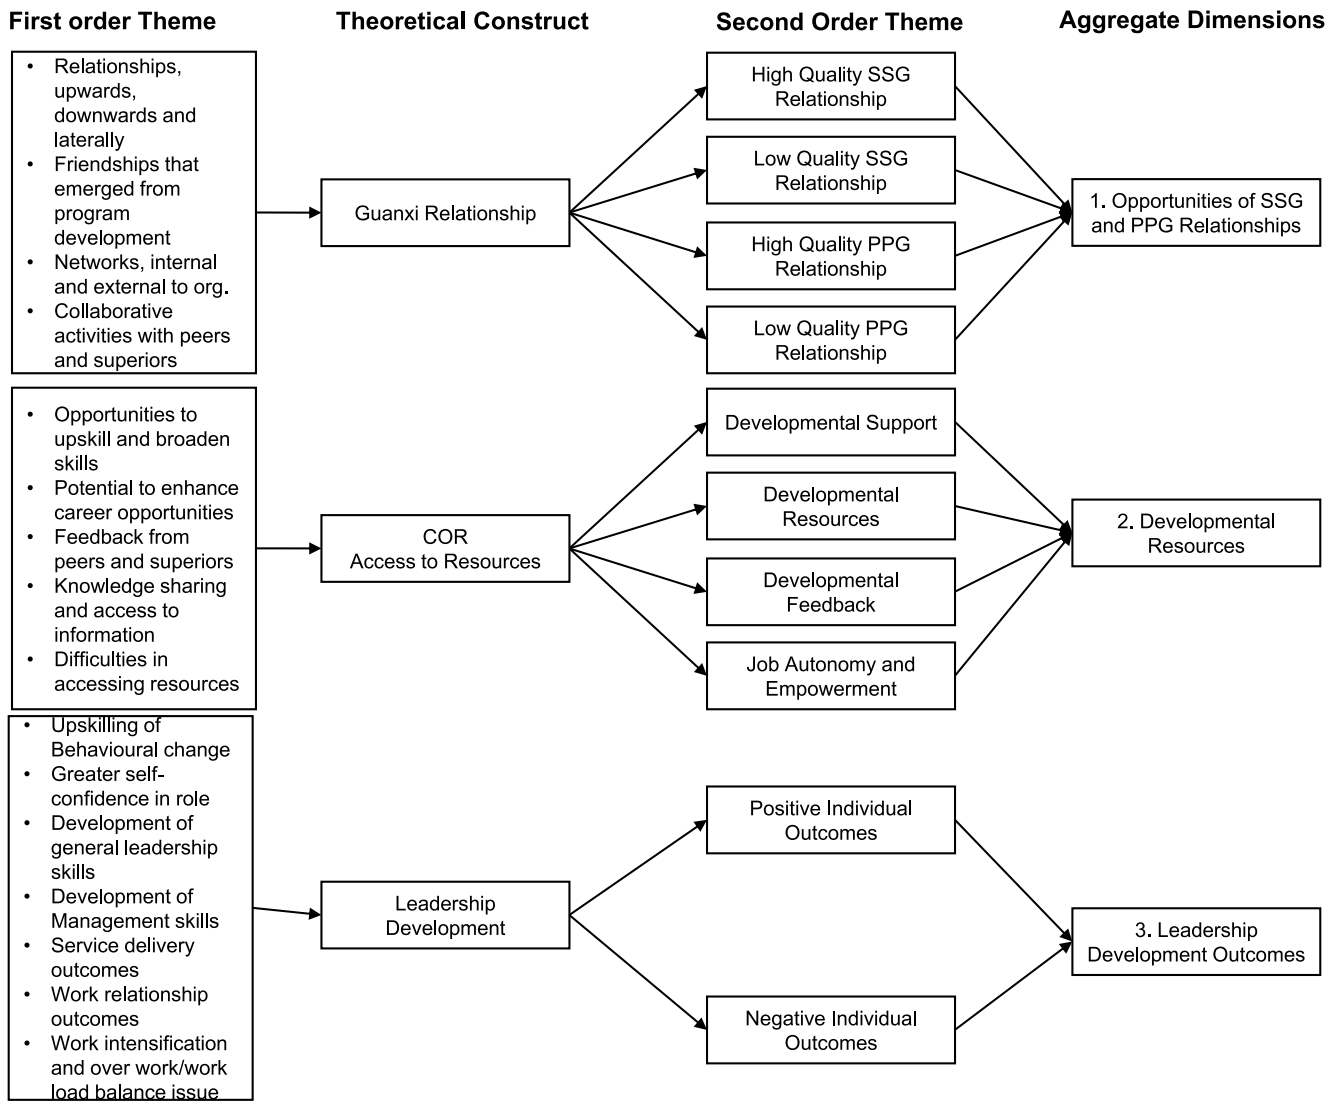 First order Theme
Theoretical Construct
Second Order Theme
Aggregate Dimensions
• Relationships,
upwards,
downwards and
laterally
• Friendships that
emerged from
program
development
• Networks, internal
and external to org.
• Collaborative
activities with peers
and superiors
Guanxi Relationship
High Quality SSG
Relationship
Low Quality SSG
Relationship
High Quality PPG
Relationship
Low Quality PPG
Relationship
1. Opportunities of SSG
and PPG Relationships
• Opportunities to
upskill and broaden
skills
• Potential to enhance
career opportunities
• Feedback from
peers and superiors
• Knowledge sharing
and access to
information
• Difficulties in
accessing resources
COR
Access to Resources
Developmental Support
Developmental
Resources
Developmental
Feedback
Job Autonomy and
Empowerment
2. Developmental
Resources
• Upskilling of
Behavioural change
• Greater self-
confidence in role
• Development of
general leadership
skills
• Development of
Management skills
• Service delivery
outcomes
• Work relationship
outcomes
• Work intensification
and over work/work
load balance issue
Leadership
Development
Positive Individual
Outcomes
Negative Individual
Outcomes
3. Leadership
Development Outcomes